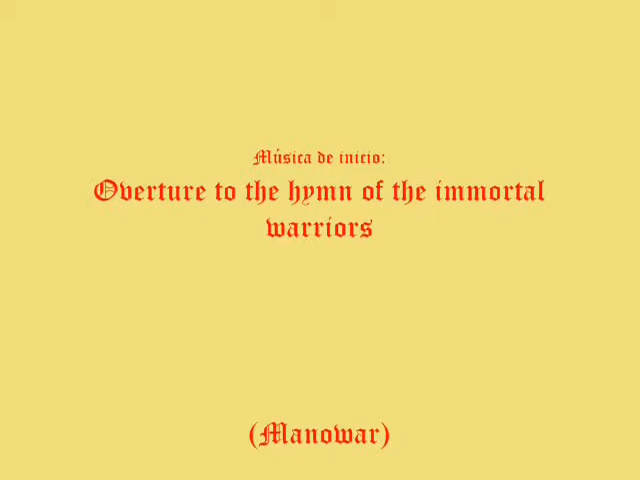 Música de inicio:
Overture to the hymn of the immortal
warriors
(Manowar)